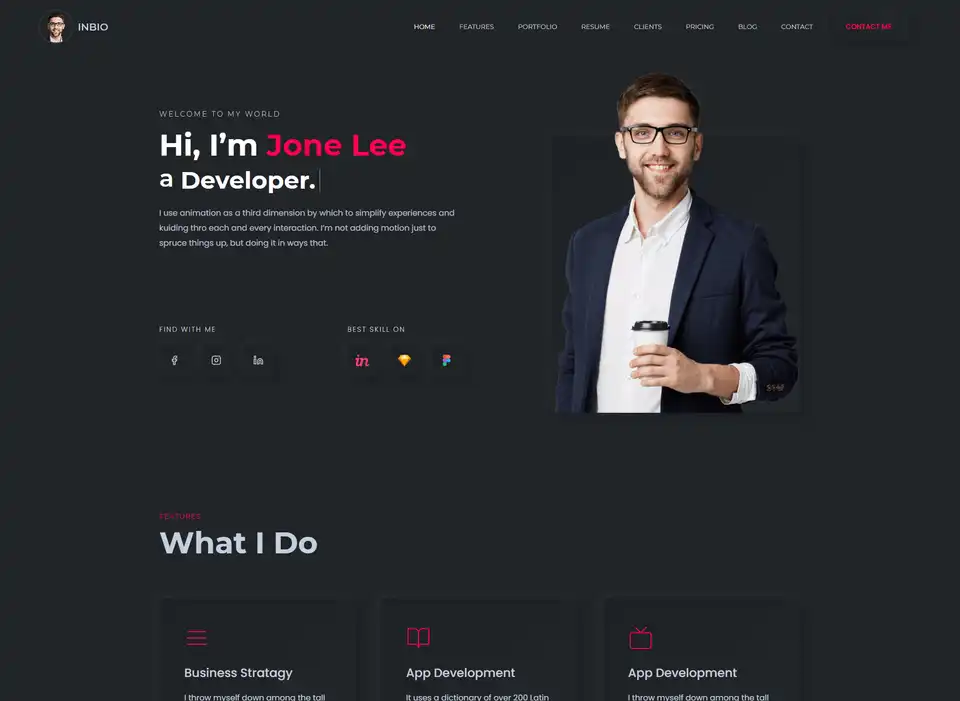 INBIO
HOME FEATURES PORTFOLIO RESUME CLIENTS PRICING BLOG CONTACT CONTACT ME
WELCOME TO MY WORLD
Hi, I’m Jone Lee
a Developer.
I use animation as a third dimension by which to simplify experiences and
kuiding thro each and every interaction. I’m not adding motion just to
spruce things up, but doing it in ways that.
FIND WITH ME
BEST SKILL ON
in
in
FEATURES
What I Do
Business Stratagy
I throw myself down among the tall
App Development
It uses a dictionary of over 200 Latin
App Development
I throw myself down among the tall